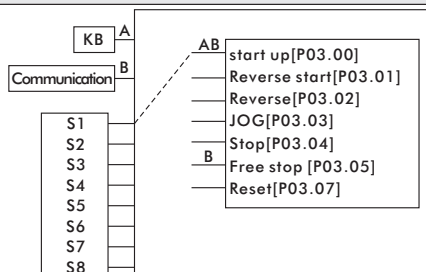 KB
A
Communication
B
S1
S2
S3
S4
S5
S6
S7
S8
AB
start up[P03.00]
Reverse start[P03.01]
Reverse[P03.02]
JOG[P03.03]
Stop[P03.04]
B
Free stop [P03.05]
Reset[P03.07]